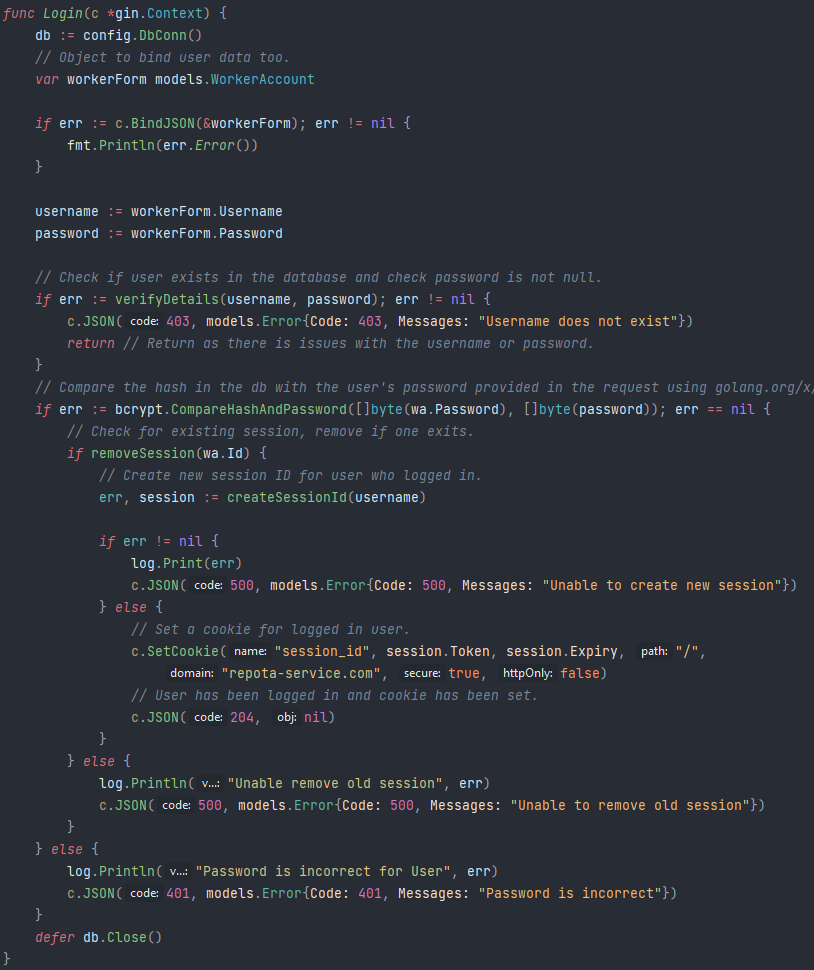 func Login(c *gin.Context) {
    db := config.DbConn()
    // Object to bind user data too.
    var workerForm models.WorkerAccount

    if err := c.BindJSON(&workerForm); err != nil {
        fmt.Println(err.Error())
    }

    username := workerForm.Username
    password := workerForm.Password

    // Check if user exists in the database and check password is not null.
    if err := verifyDetails(username, password); err != nil {
        c.JSON( code: 403, models.Error{Code: 403, Messages: "Username does not exist"})
        return // Return as there is issues with the username or password.
    }
    // Compare the hash in the db with the user's password provided in the request using golang.org/x/
    if err := bcrypt.CompareHashAndPassword([]byte(wa.Password), []byte(password)); err == nil {
        // Check for existing session, remove if one exits.
        if removeSession(wa.Id) {
            // Create new session ID for user who logged in.
            err, session := createSessionId(username)

            if err != nil {
                log.Print(err)
                c.JSON( code: 500, models.Error{Code: 500, Messages: "Unable to create new session"})
            } else {
                // Set a cookie for logged in user.
                c.SetCookie( name: "session_id", session.Token, session.Expiry, path: "/",
                    domain: "repota-service.com", secure: true, httpOnly: false)
                // User has been logged in and cookie has been set.
                c.JSON( code: 204, obj: nil)
            }
        } else {
            log.Println( v...: "Unable remove old session", err)
            c.JSON( code: 500, models.Error{Code: 500, Messages: "Unable to remove old session"})
        }
    } else {
        log.Println( v...: "Password is incorrect for User", err)
        c.JSON( code: 401, models.Error{Code: 401, Messages: "Password is incorrect"})
    }
    defer db.Close()
}